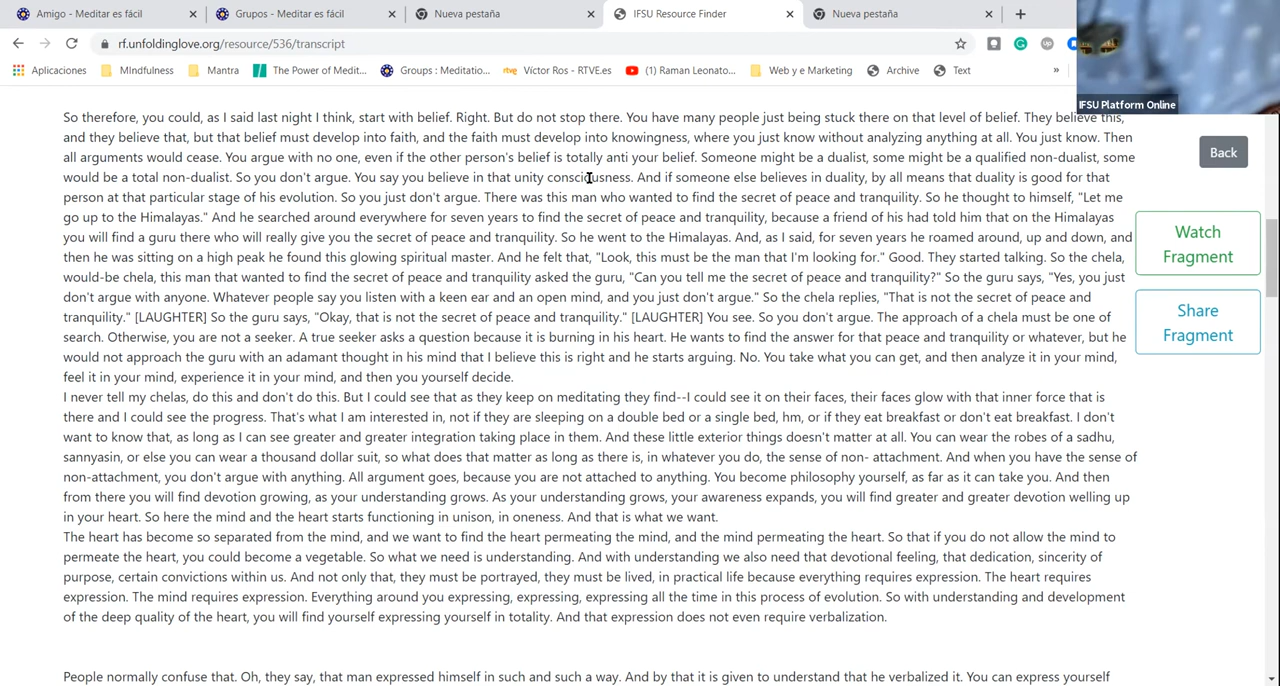 Amigo - Meditar es fácil
Grupos - Meditar es fácil
Nueva pestaña
IFSU Resource Finder
Nueva pestaña
rf.unfoldinglove.org/resource/536/transcript
Aplicaciones
MIndfulness
Mantra
The Power of Medit...
Groups : Meditatio...
Víctor Ros - RTVE.es
(1) Raman Leonato...
Web y e Marketing
Archive
Text
»
IFSU Platform Online
So therefore, you could, as I said last night I think, start with belief. Right. But do not stop there. You have many people just being stuck there on that level of belief. They believe this,
and they believe that, but that belief must develop into faith, and the faith must develop into knowingness, where you just know without analyzing anything at all. You just know. Then
all arguments would cease. You argue with no one, even if the other person's belief is totally anti your belief. Someone might be a dualist, some might be a qualified non-dualist, some
would be a total non-dualist. So you don't argue. You say you believe in that unity consciousness. And if someone else believes in duality, by all means that duality is good for that
person at that particular stage of his evolution. So you just don't argue. There was this man who wanted to find the secret of peace and tranquility. So he thought to himself, "Let me
go up to the Himalayas." And he searched around everywhere for seven years to find the secret of peace and tranquility, because a friend of his had told him that on the Himalayas
you will find a guru there who will really give you the secret of peace and tranquility. So he went to the Himalayas. And, as I said, for seven years he roamed around, up and down, and
then he was sitting on a high peak he found this glowing spiritual master. And he felt that, "Look, this must be the man that I'm looking for." Good. They started talking. So the chela,
would-be chela, this man that wanted to find the secret of peace and tranquility asked the guru, "Can you tell me the secret of peace and tranquility?" So the guru says, "Yes, you just
don't argue with anyone. Whatever people say you listen with a keen ear and an open mind, and you just don't argue." So the chela replies, "That is not the secret of peace and
tranquility." [LAUGHTER] So the guru says, "Okay, that is not the secret of peace and tranquility." [LAUGHTER] You see. So you don't argue. The approach of a chela must be one of
search. Otherwise, you are not a seeker. A true seeker asks a question because it is burning in his heart. He wants to find the answer for that peace and tranquility or whatever, but he
would not approach the guru with an adamant thought in his mind that I believe this is right and he starts arguing. No. You take what you can get, and then analyze it in your mind,
feel it in your mind, experience it in your mind, and then you yourself decide.
I never tell my chelas, do this and don't do this. But I could see that as they keep on meditating they find--I could see it on their faces, their faces glow with that inner force that is
there and I could see the progress. That's what I am interested in, not if they are sleeping on a double bed or a single bed, hm, or if they eat breakfast or don't eat breakfast. I don't
want to know that, as long as I can see greater and greater integration taking place in them. And these little exterior things doesn't matter at all. You can wear the robes of a sadhu,
sannyasin, or else you can wear a thousand dollar suit, so what does that matter as long as there is, in whatever you do, the sense of non- attachment. And when you have the sense of
non-attachment, you don't argue with anything. All argument goes, because you are not attached to anything. You become philosophy yourself, as far as it can take you. And then
from there you will find devotion growing, as your understanding grows. As your understanding grows, your awareness expands, you will find greater and greater devotion welling up
in your heart. So here the mind and the heart starts functioning in unison, in oneness. And that is what we want.
The heart has become so separated from the mind, and we want to find the heart permeating the mind, and the mind permeating the heart. So that if you do not allow the mind to
permeate the heart, you could become a vegetable. So what we need is understanding. And with understanding we also need that devotional feeling, that dedication, sincerity of
purpose, certain convictions within us. And not only that, they must be portrayed, they must be lived, in practical life because everything requires expression. The heart requires
expression. The mind requires expression. Everything around you expressing, expressing, expressing all the time in this process of evolution. So with understanding and development
of the deep quality of the heart, you will find yourself expressing yourself in totality. And that expression does not even require verbalization.
People normally confuse that. Oh, they say, that man expressed himself in such and such a way. And by that it is given to understand that he verbalized it. You can express yourself
Back
Watch
Fragment
Share
Fragment